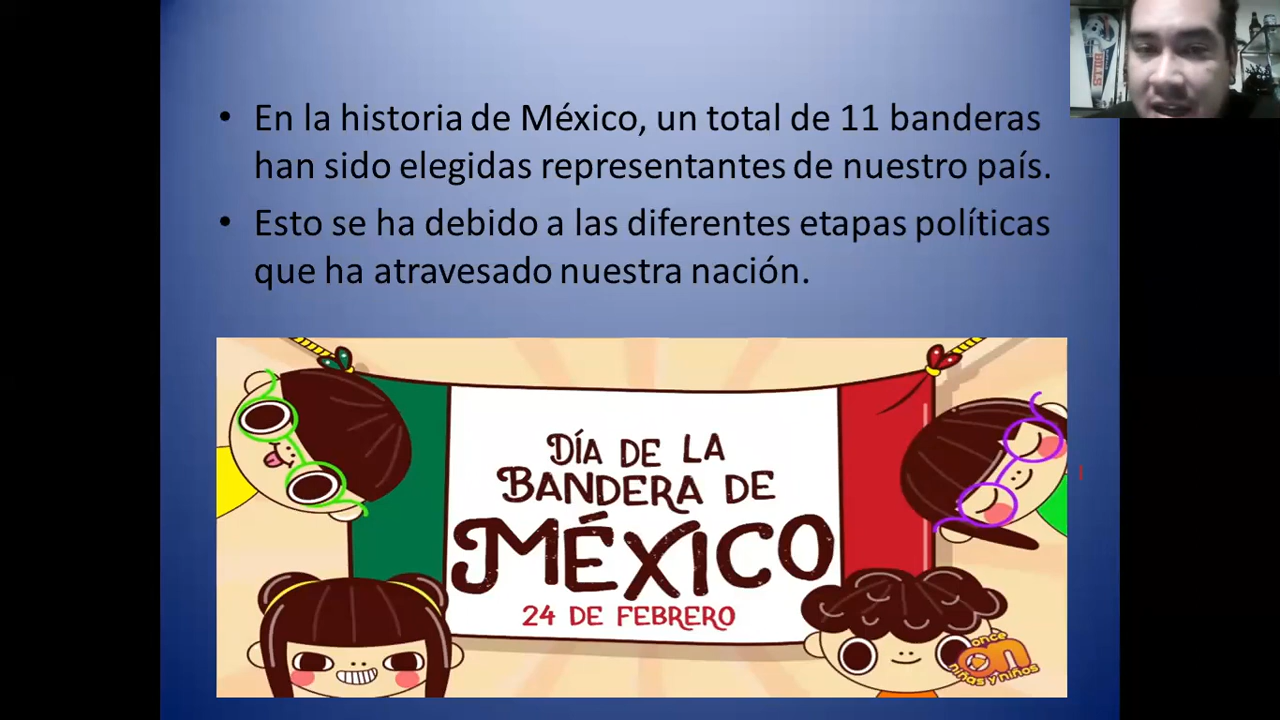 • En la historia de México, un total de 11 banderas
han sido elegidas representantes de nuestro país.
• Esto se ha debido a las diferentes etapas políticas
que ha atravesado nuestra nación.
DÍA DE LA
BANDERA DE
MÉXICO
24 DE FEBRERO
once
on
niñas y niños
BILLS